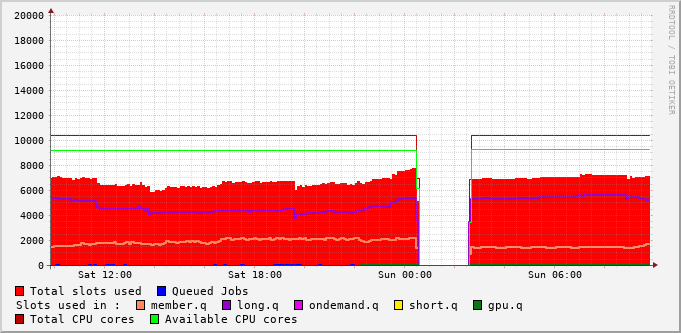 RRDTOOL / TOBI OETIKER
20000
18000
16000
14000
12000
10000
8000
6000
4000
2000
0
Sat 12:00 Sat 18:00 Sun 00:00 Sun 06:00
Total slots used Queued Jobs
Slots used in : member.q long.q ondemand.q short.q gpu.q
Total CPU cores Available CPU cores